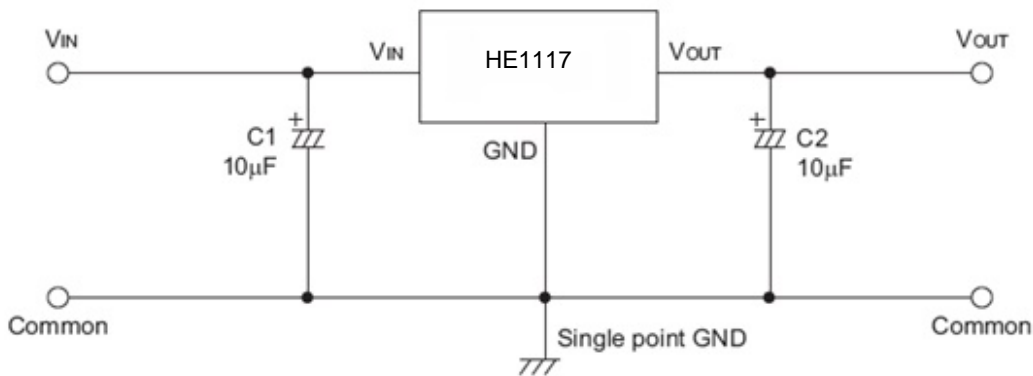 VIN
VIN
HE1117
VOUT
VOUT
C1
10μF
GND
C2
10μF
Common
Single point GND
Common